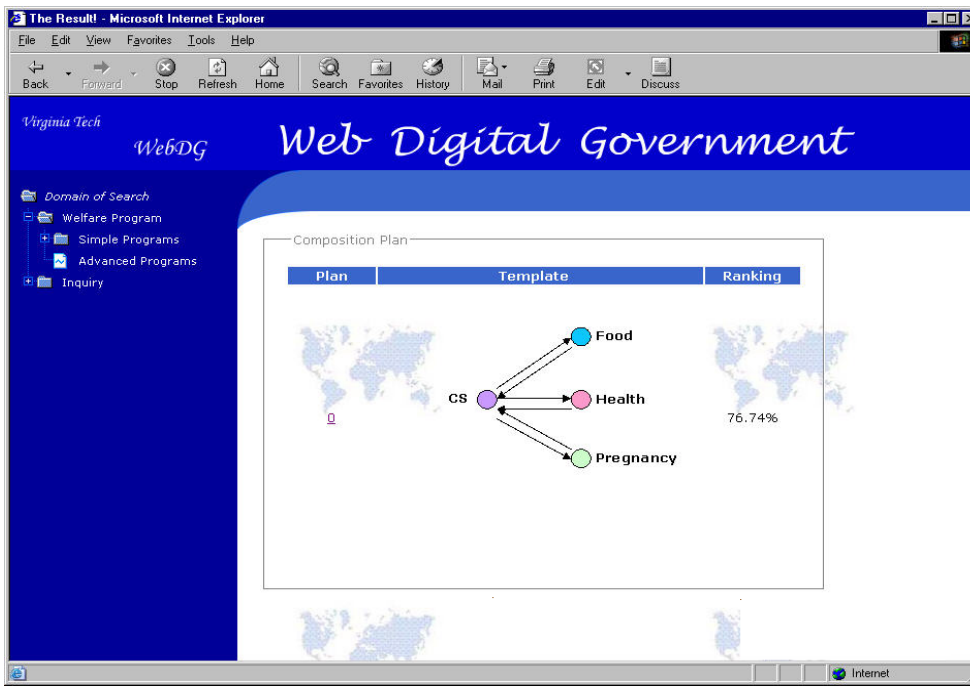 The Result! - Microsoft Internet Explorer
File Edit View Favorites Tools Help
Back Forward Stop Refresh Home Search Favorites History Mail Print Edit Discuss
Virginia Tech
WebDG
Web Digital Government
Domain of Search
Welfare Program
Simple Programs
Advanced Programs
Inquiry
Composition Plan
Plan Template Ranking
Food
CS Health
0 76.74%
Pregnancy
Internet